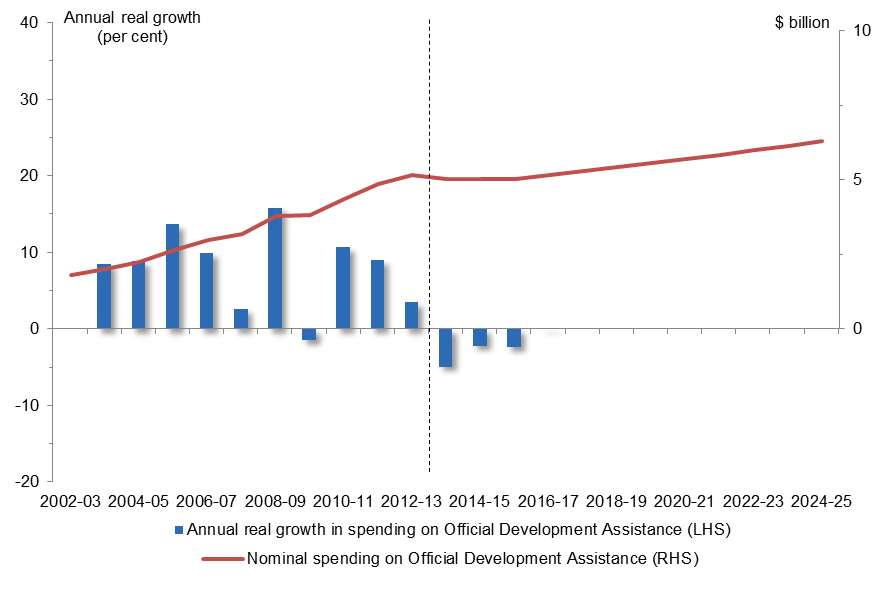 Annual real growth
(per cent)
$ billion
40
30
20
10
0
-10
-20
10
5
0
2002-03 2004-05 2006-07 2008-09 2010-11 2012-13 2014-15 2016-17 2018-19 2020-21 2022-23 2024-25
Annual real growth in spending on Official Development Assistance (LHS)
Nominal spending on Official Development Assistance (RHS)